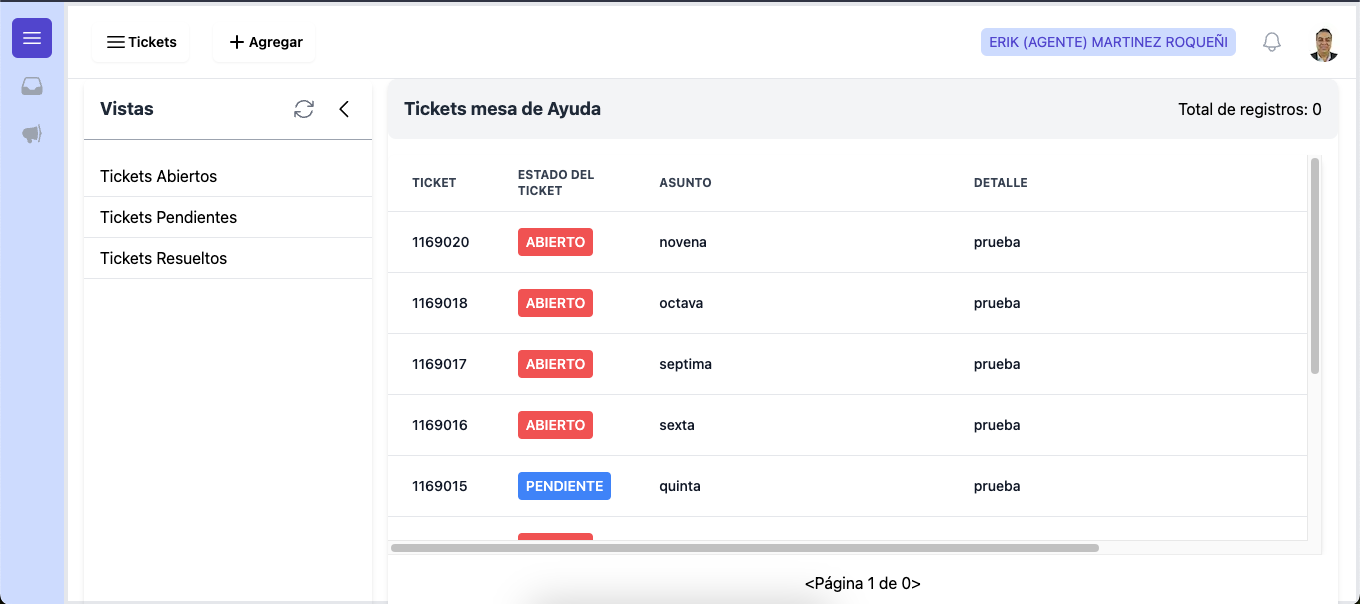 Tickets
Agregar
ERIK (AGENTE) MARTINEZ ROQUEÑI
Vistas
Tickets Abiertos
Tickets Pendientes
Tickets Resueltos
Tickets mesa de Ayuda
Total de registros: 0
TICKET ESTADO DEL TICKET ASUNTO DETALLE
1169020 ABIERTO novena prueba
1169018 ABIERTO octava prueba
1169017 ABIERTO septima prueba
1169016 ABIERTO sexta prueba
1169015 PENDIENTE quinta prueba
<Página 1 de 0>